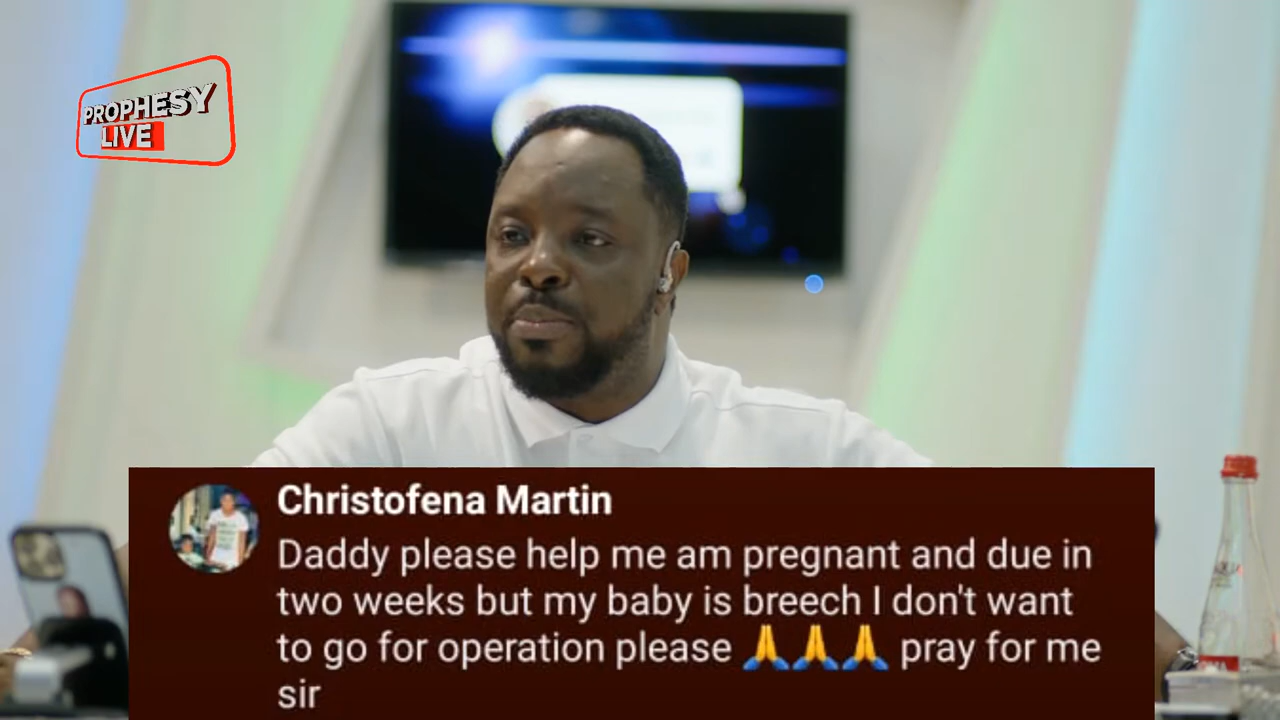 PROPHESY
LIVE
Christofena Martin
Daddy please help me am pregnant and due in
two weeks but my baby is breech I don't want
to go for operation please 🙏🙏🙏 pray for me
sir